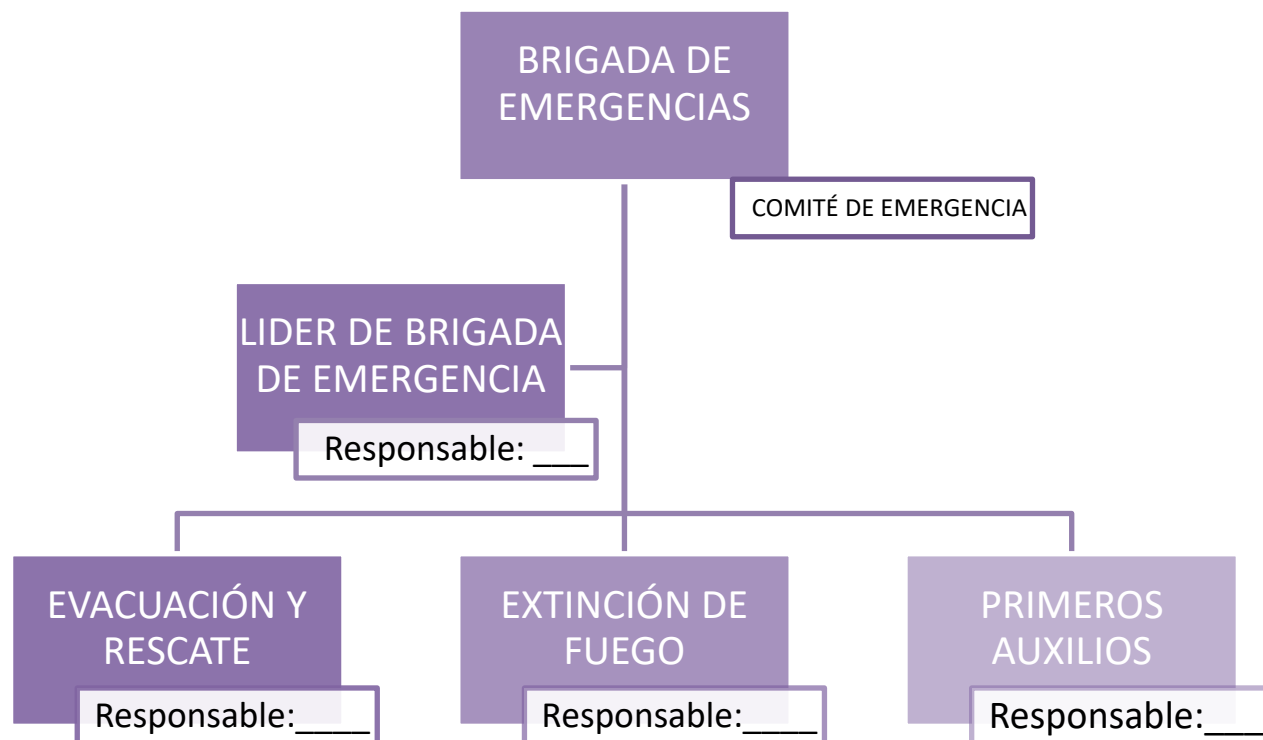 BRIGADA DE
EMERGENCIAS
COMITÉ DE EMERGENCIA
LIDER DE BRIGADA
DE EMERGENCIA
Responsable: ___
EVACUACIÓN Y
RESCATE
Responsable:____
EXTINCIÓN DE
FUEGO
Responsable:____
PRIMEROS
AUXILIOS
Responsable:____